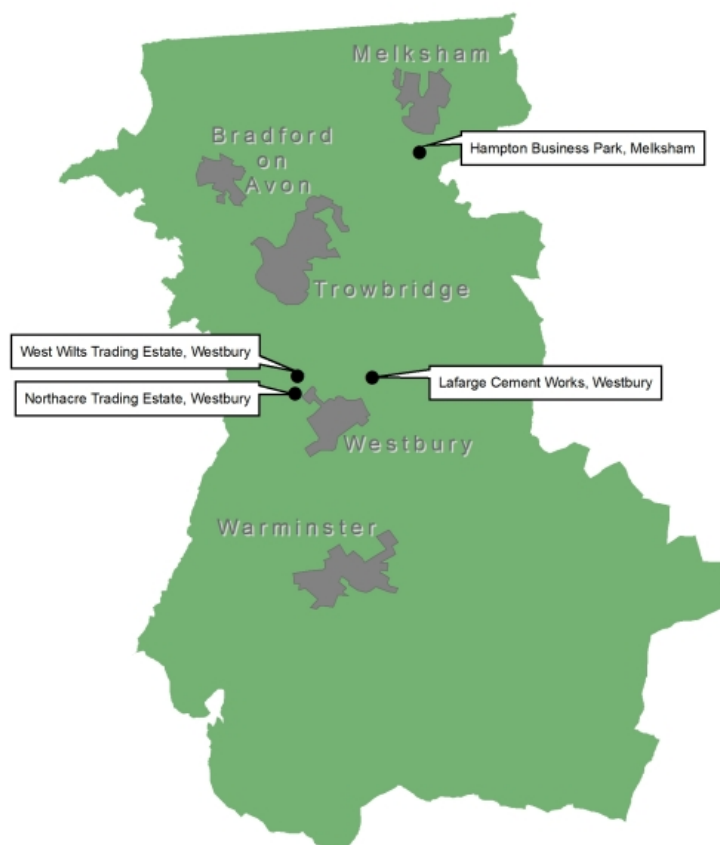 Melksham
Hampton Business Park, Melksham
Bradford
on
Avon
Trowbridge
West Wilts Trading Estate, Westbury
Northacre Trading Estate, Westbury
Lafarge Cement Works, Westbury
Westbury
Warminster